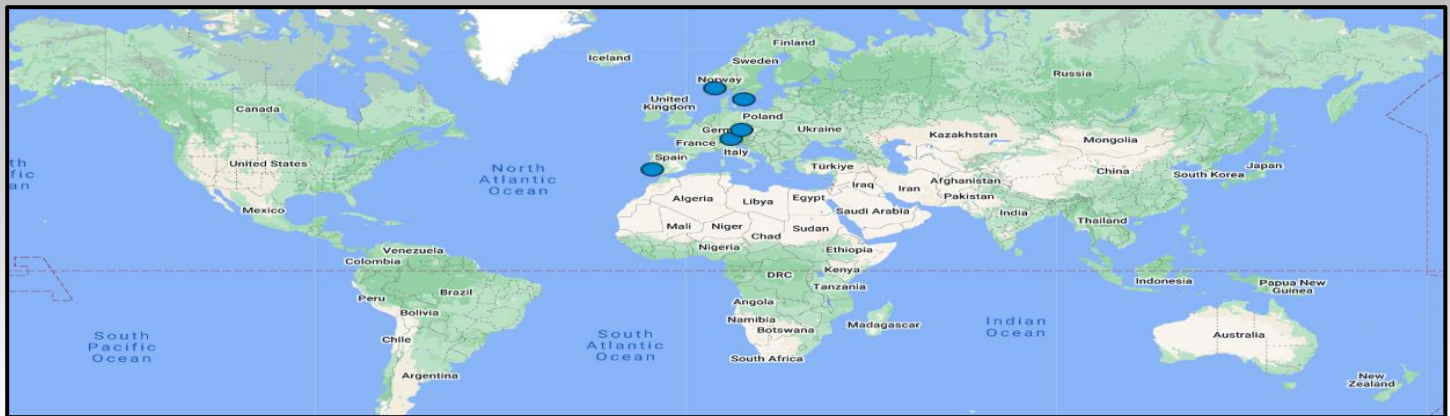 Iceland
Finland
Sweden
Norway
Russia
Canada
United
Kingdom
Poland
Germ
Ukraine
Kazakhstan
Mongolia
France
Italy
United States
Spain
Türkiye
Japan
China
South Korea
North
Atlantic
Ocean
Afghanistan
Iraq
Iran
Pakistan
Algeria
Libya
Egypt
Saudi Arabia
India
Mexico
Mali
Niger
Chad
Sudan
Thailand
Nigeria
Ethiopia
Venezuela
Colombia
DRC
Kenya
Tanzania
Indonesia
Papua New
Guinea
Peru
Brazil
Angola
Bolivia
Namibia
Botswana
Madagascar
Indian
Ocean
South
Pacific
Ocean
Chile
South
Atlantic
Ocean
Australia
South Africa
Argentina
New
Zealand
th
fic
an